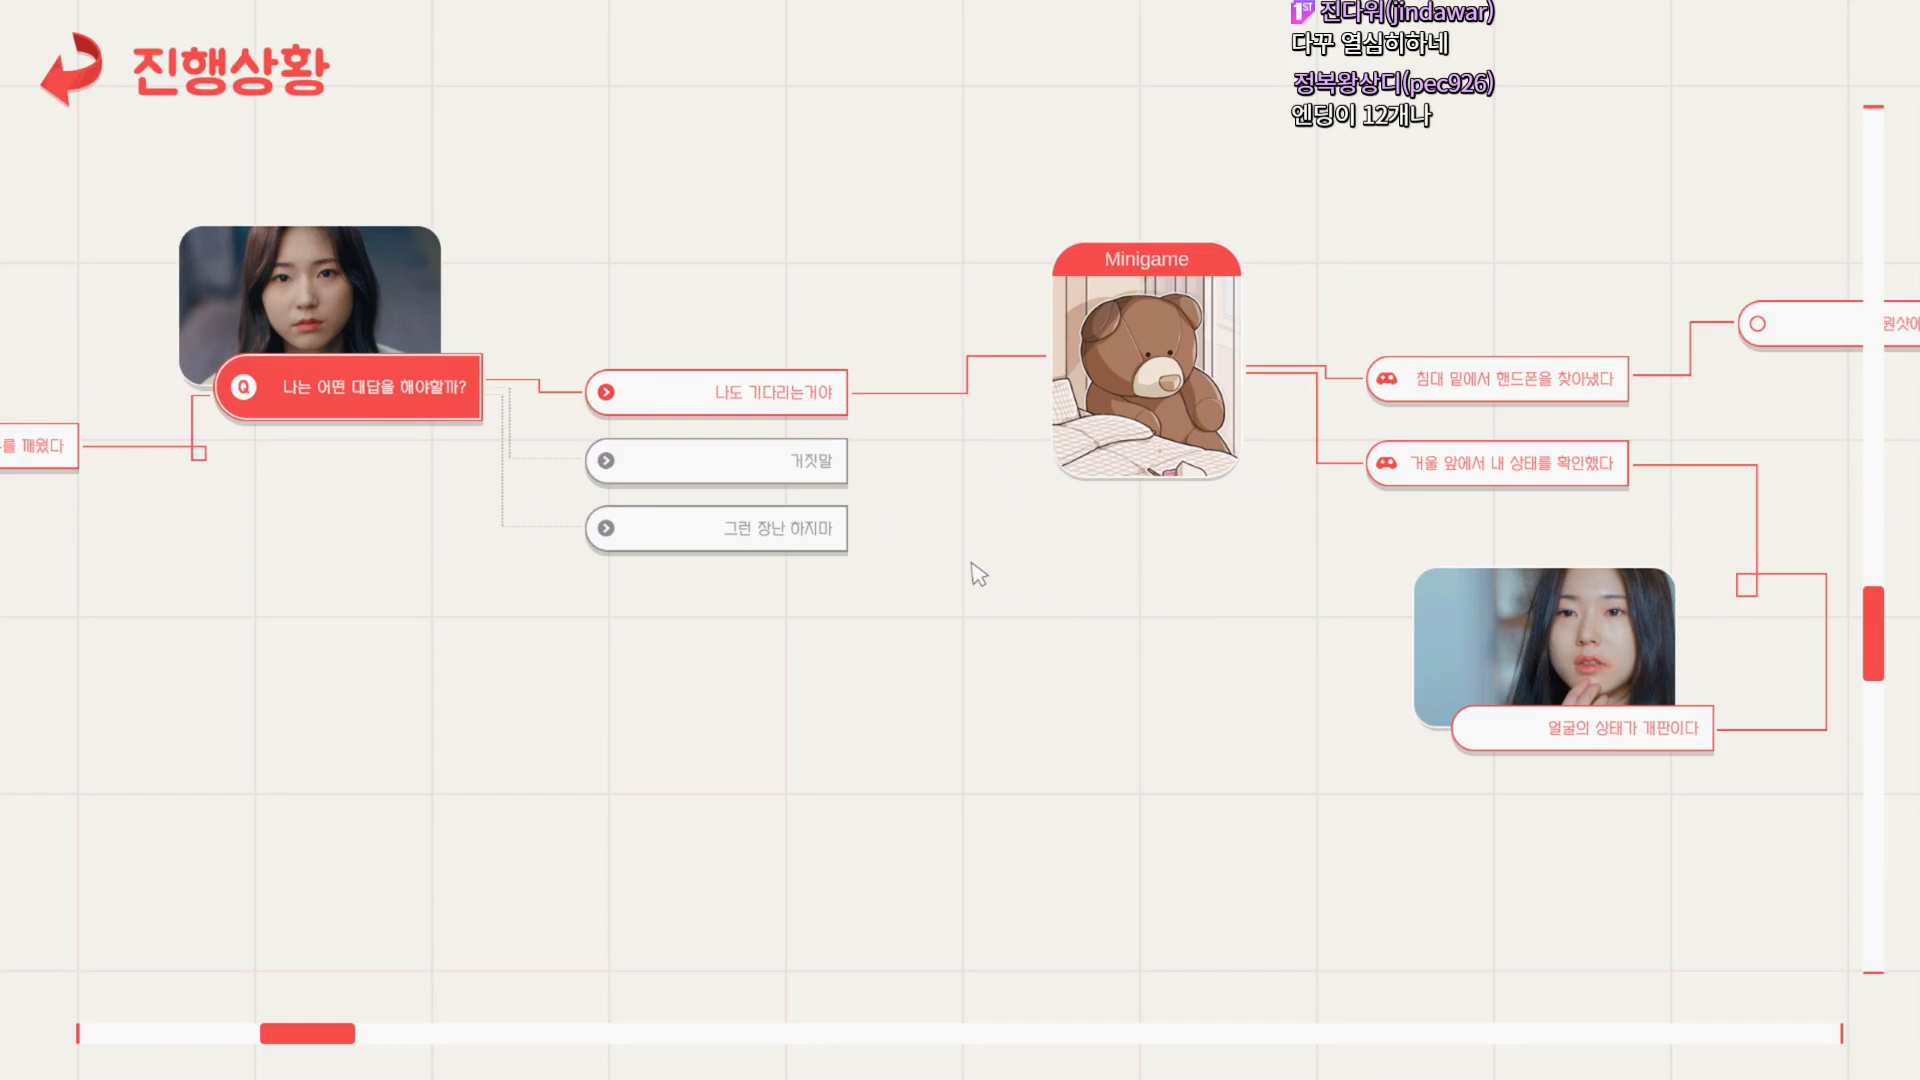 진행상황
1ST 진다워(jindawar)
다꾸 열심히하네
정복왕상디(pec926)
엔딩이 12개나
Minigame
원샷에
Q 나는 어떤 대답을 해야할까?
나도 기다리는거야
침대 밑에서 핸드폰을 찾아냈다
를 깨웠다
거짓말
거울 앞에서 내 상태를 확인했다
그런 장난 하지마
얼굴의 상태가 개판이다